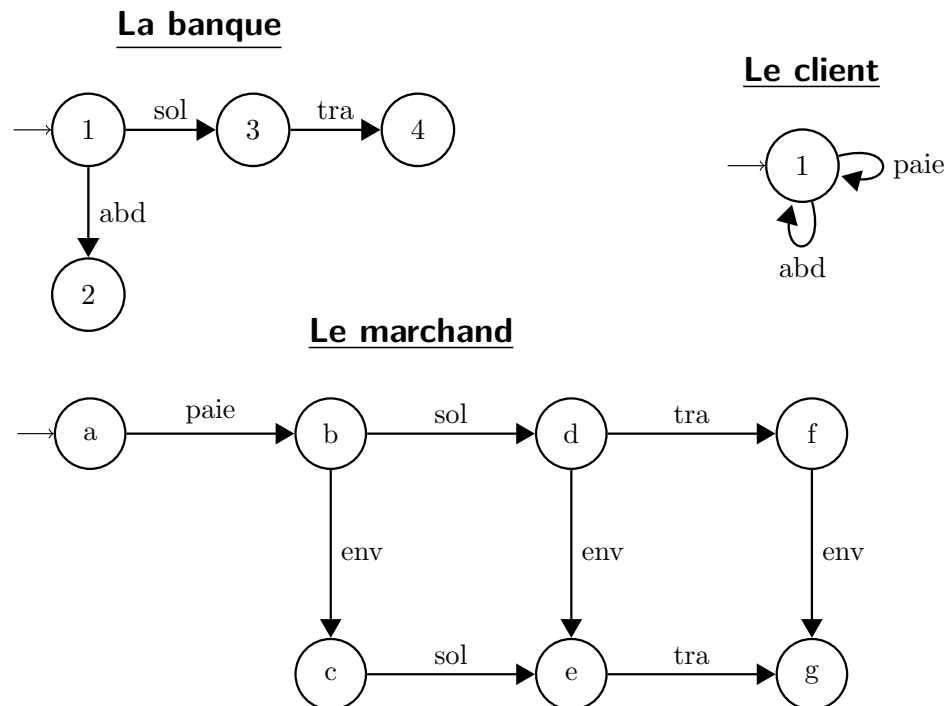 La banque
Le client
1 sol 3 tra 4
1 paie
abd
abd
2
Le marchand
a paie b sol d tra f
env env env
c sol e tra g